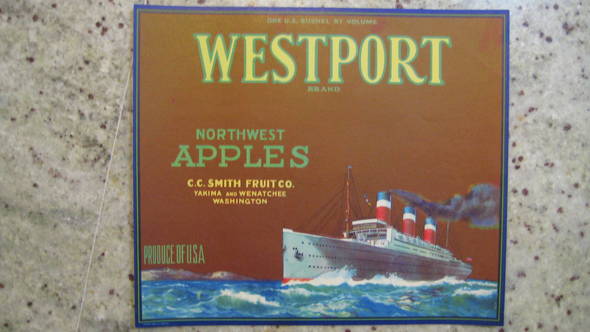 ONE U.S. BUSHEL BY VOLUME
WESTPORT
BRAND
NORTHWEST
APPLES
C.C. SMITH FRUIT CO.
YAKIMA AND WENATCHEE
WASHINGTON
PRODUCE OF USA